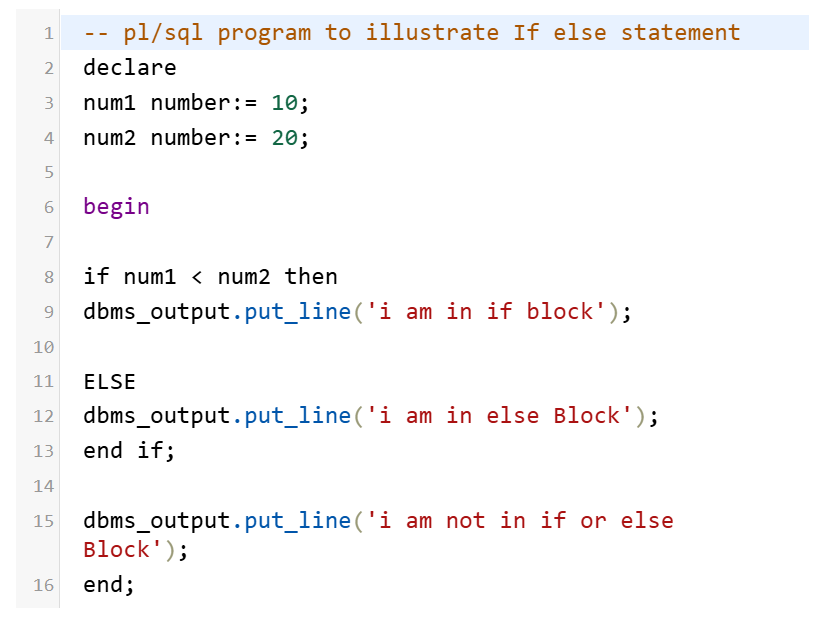 1 -- pl/sql program to illustrate If else statement
2 declare
3 num1 number:= 10;
4 num2 number:= 20;
5
6 begin
7
8 if num1 < num2 then
9 dbms_output.put_line('i am in if block');
10
11 ELSE
12 dbms_output.put_line('i am in else Block');
13 end if;
14
15 dbms_output.put_line('i am not in if or else
Block');
16 end;